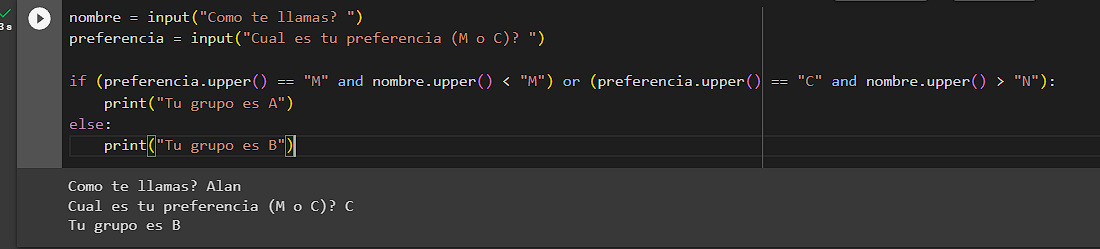 3s
nombre = input("Como te llamas? ")
preferencia = input("Cual es tu preferencia (M o C)? ")
if (preferencia.upper() == "M" and nombre.upper() < "M") or (preferencia.upper() == "C" and nombre.upper() > "N"):
    print("Tu grupo es A")
else:
    print("Tu grupo es B")
Como te llamas? Alan
Cual es tu preferencia (M o C)? C
Tu grupo es B